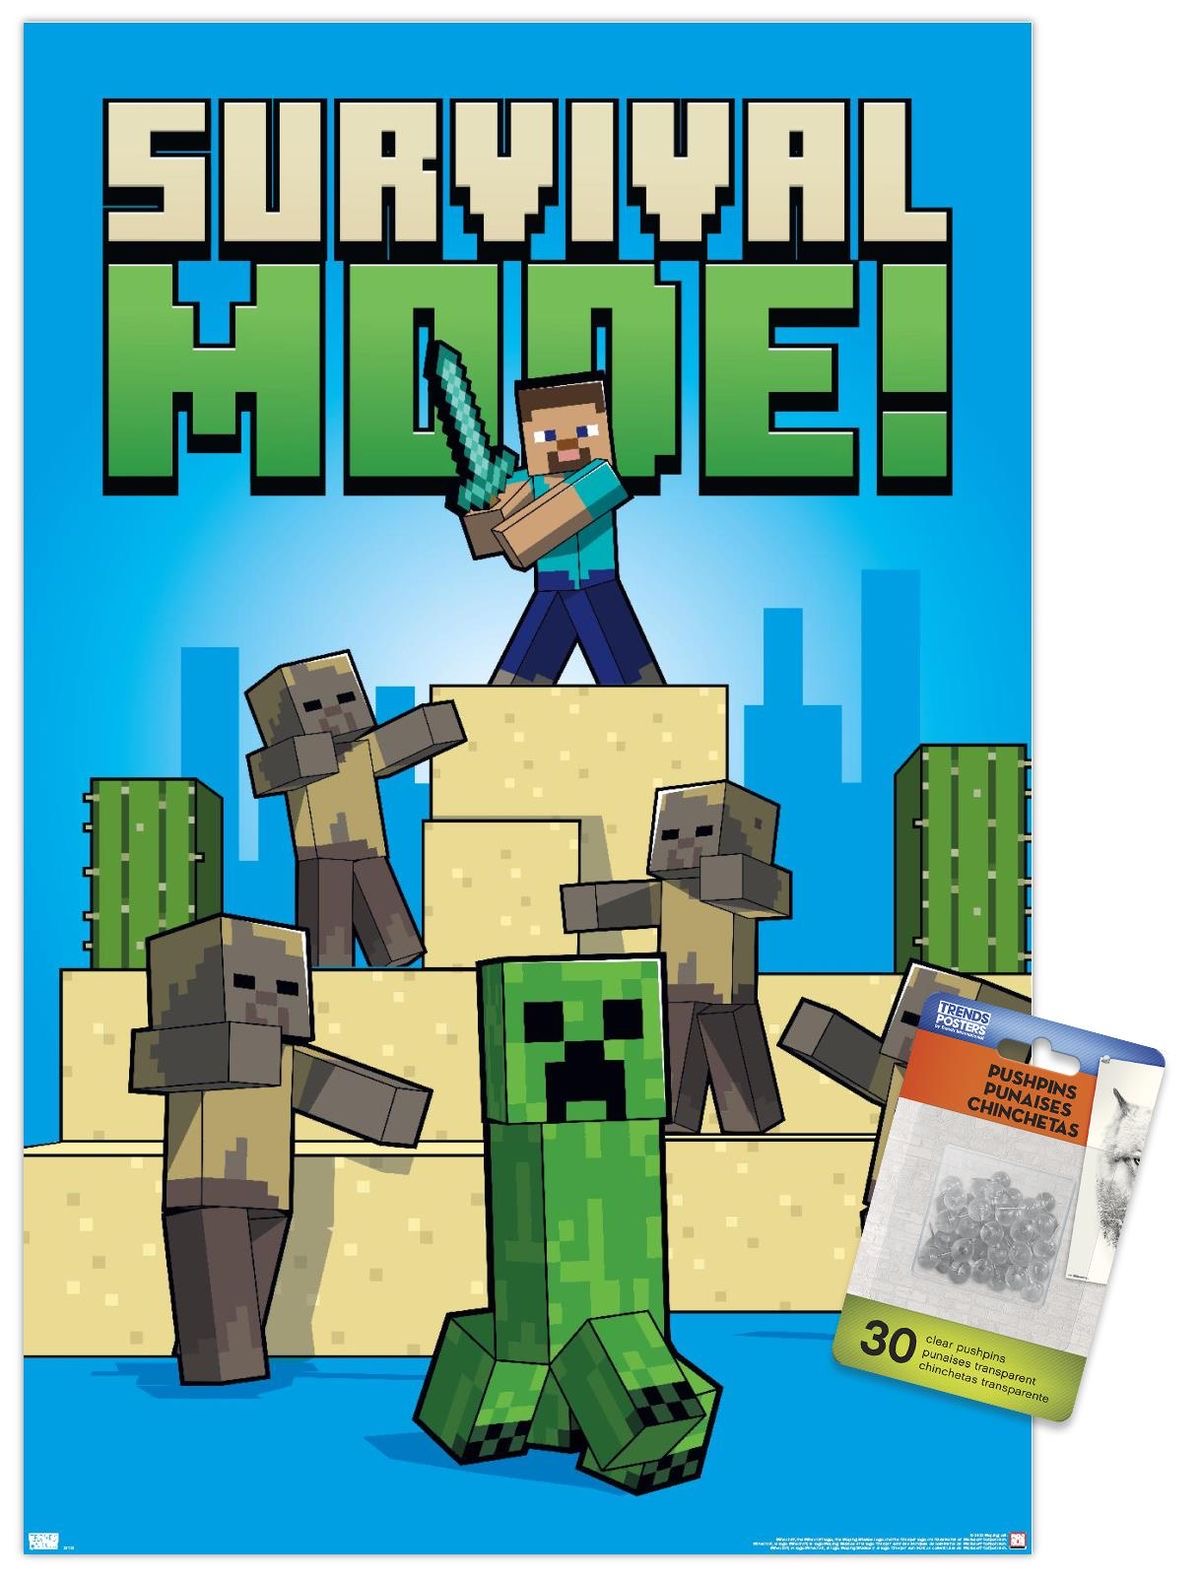 SURVIVAL
MODE!
TRENDS
POSTERS
PUSHPINS
PUNAISES
CHINCHETAS
30
clear pushpins
punaises transparent
chinchetas transparente